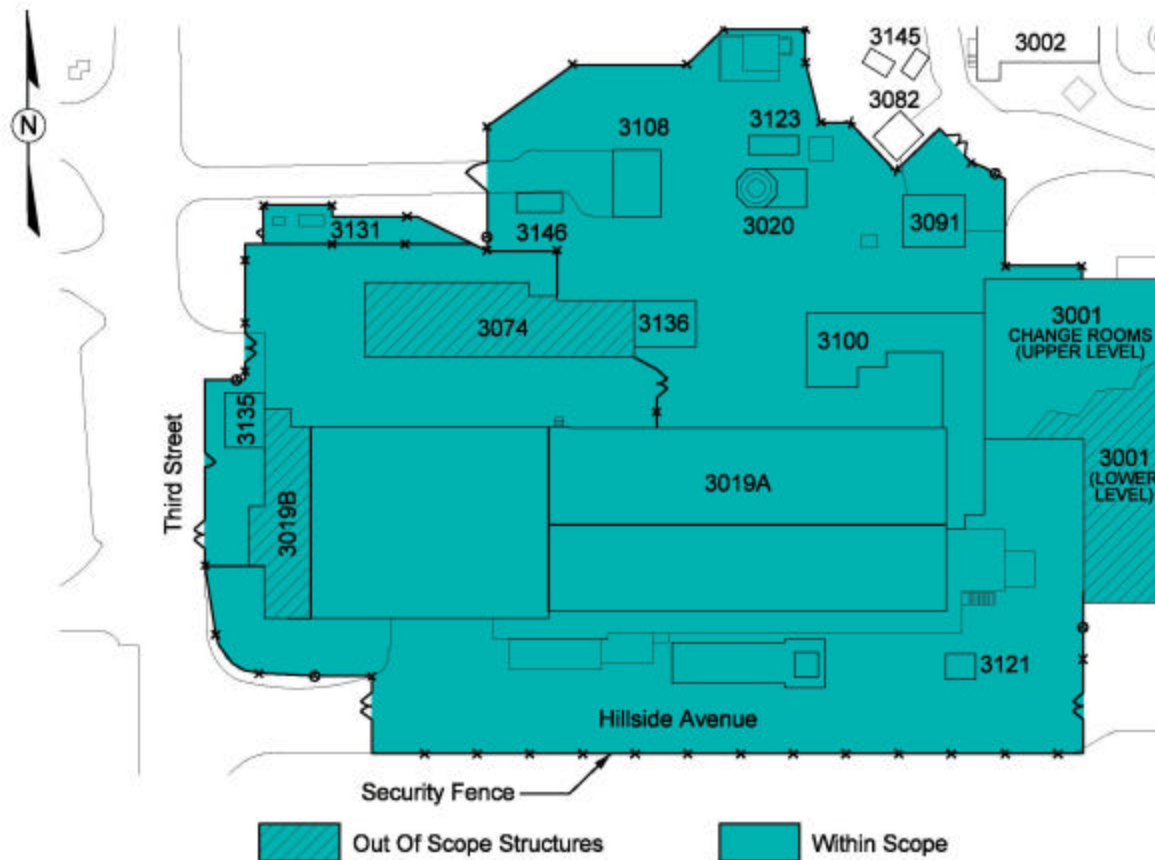 3145
3002
N
3082
3108
3123
3131
3146
3020
3091
3074
3136
3100
3001
CHANGE ROOMS
(UPPER LEVEL)
3135
Third Street
3019B
3019A
3001
(LOWER
LEVEL)
3121
Hillside Avenue
Security Fence
Out Of Scope Structures
Within Scope